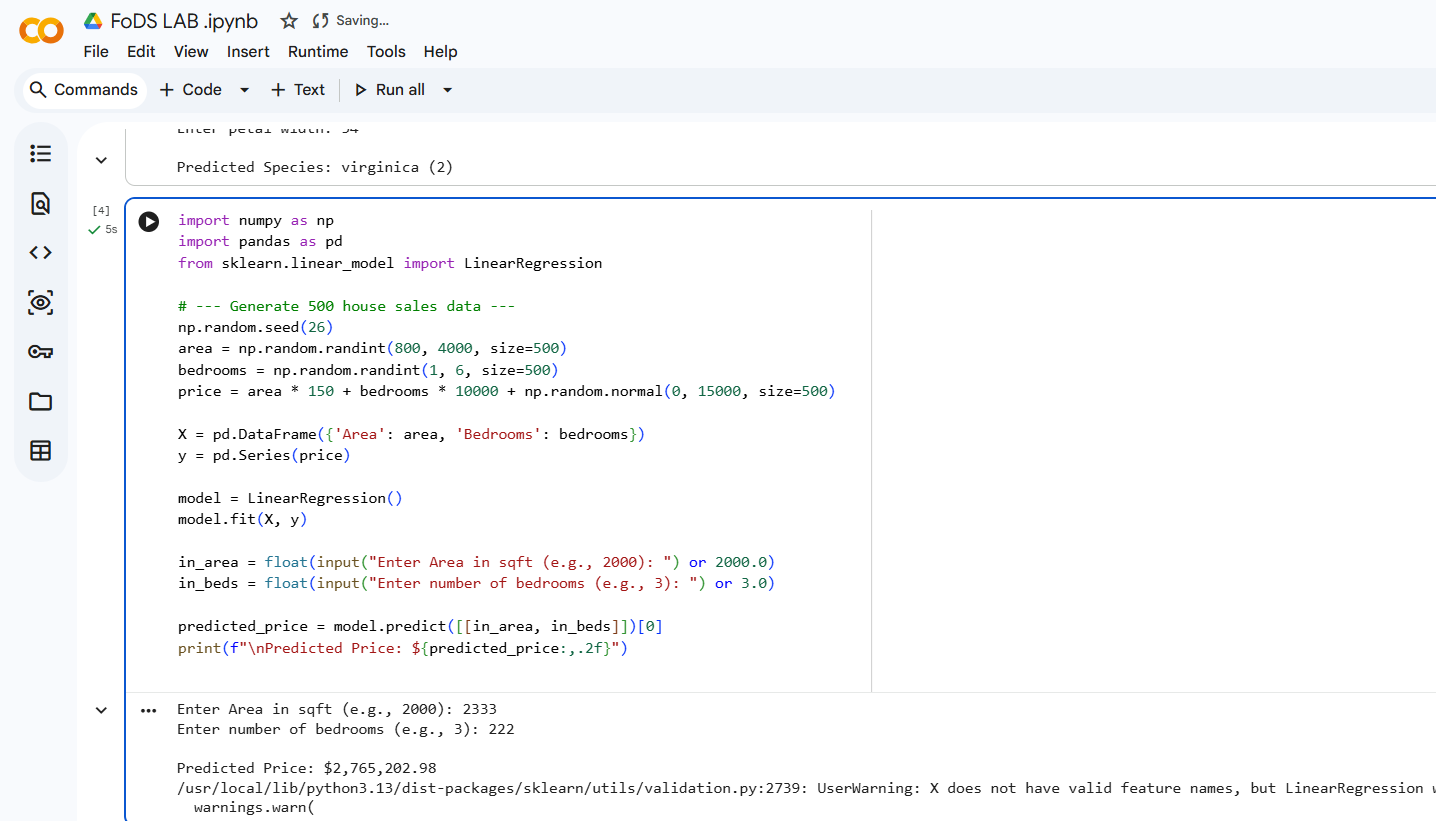 FoDS LAB .ipynb Saving...
File Edit View Insert Runtime Tools Help
Commands + Code + Text Run all
Enter petal width: 54
Predicted Species: virginica (2)
[4]
5s
import numpy as np
import pandas as pd
from sklearn.linear_model import LinearRegression
# --- Generate 500 house sales data ---
np.random.seed(26)
area = np.random.randint(800, 4000, size=500)
bedrooms = np.random.randint(1, 6, size=500)
price = area * 150 + bedrooms * 10000 + np.random.normal(0, 15000, size=500)
X = pd.DataFrame({'Area': area, 'Bedrooms': bedrooms})
y = pd.Series(price)
model = LinearRegression()
model.fit(X, y)
in_area = float(input("Enter Area in sqft (e.g., 2000): ") or 2000.0)
in_beds = float(input("Enter number of bedrooms (e.g., 3): ") or 3.0)
predicted_price = model.predict([[in_area, in_beds]])[0]
print(f"\nPredicted Price: ${predicted_price:,.2f}")
Enter Area in sqft (e.g., 2000): 2333
Enter number of bedrooms (e.g., 3): 222
Predicted Price: $2,765,202.98
/usr/local/lib/python3.13/dist-packages/sklearn/utils/validation.py:2739: UserWarning: X does not have valid feature names, but LinearRegression w
warnings.warn(